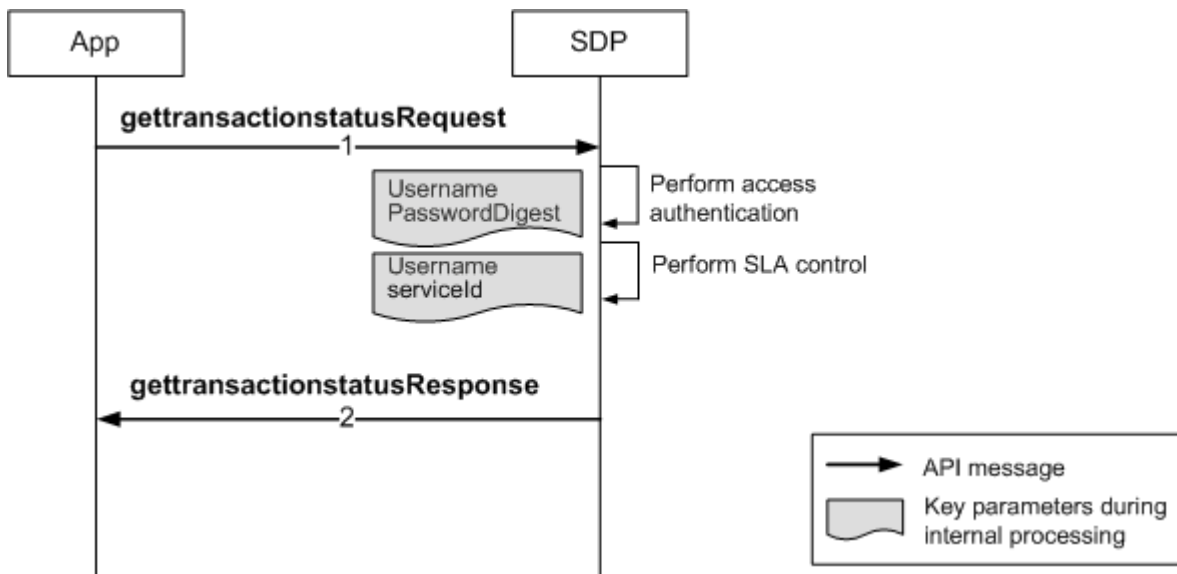 App
SDP
gettransactionstatusRequest
1
Username
PasswordDigest
Perform access
authentication
Username
serviceId
Perform SLA control
gettransactionstatusResponse
2
API message
Key parameters during
internal processing